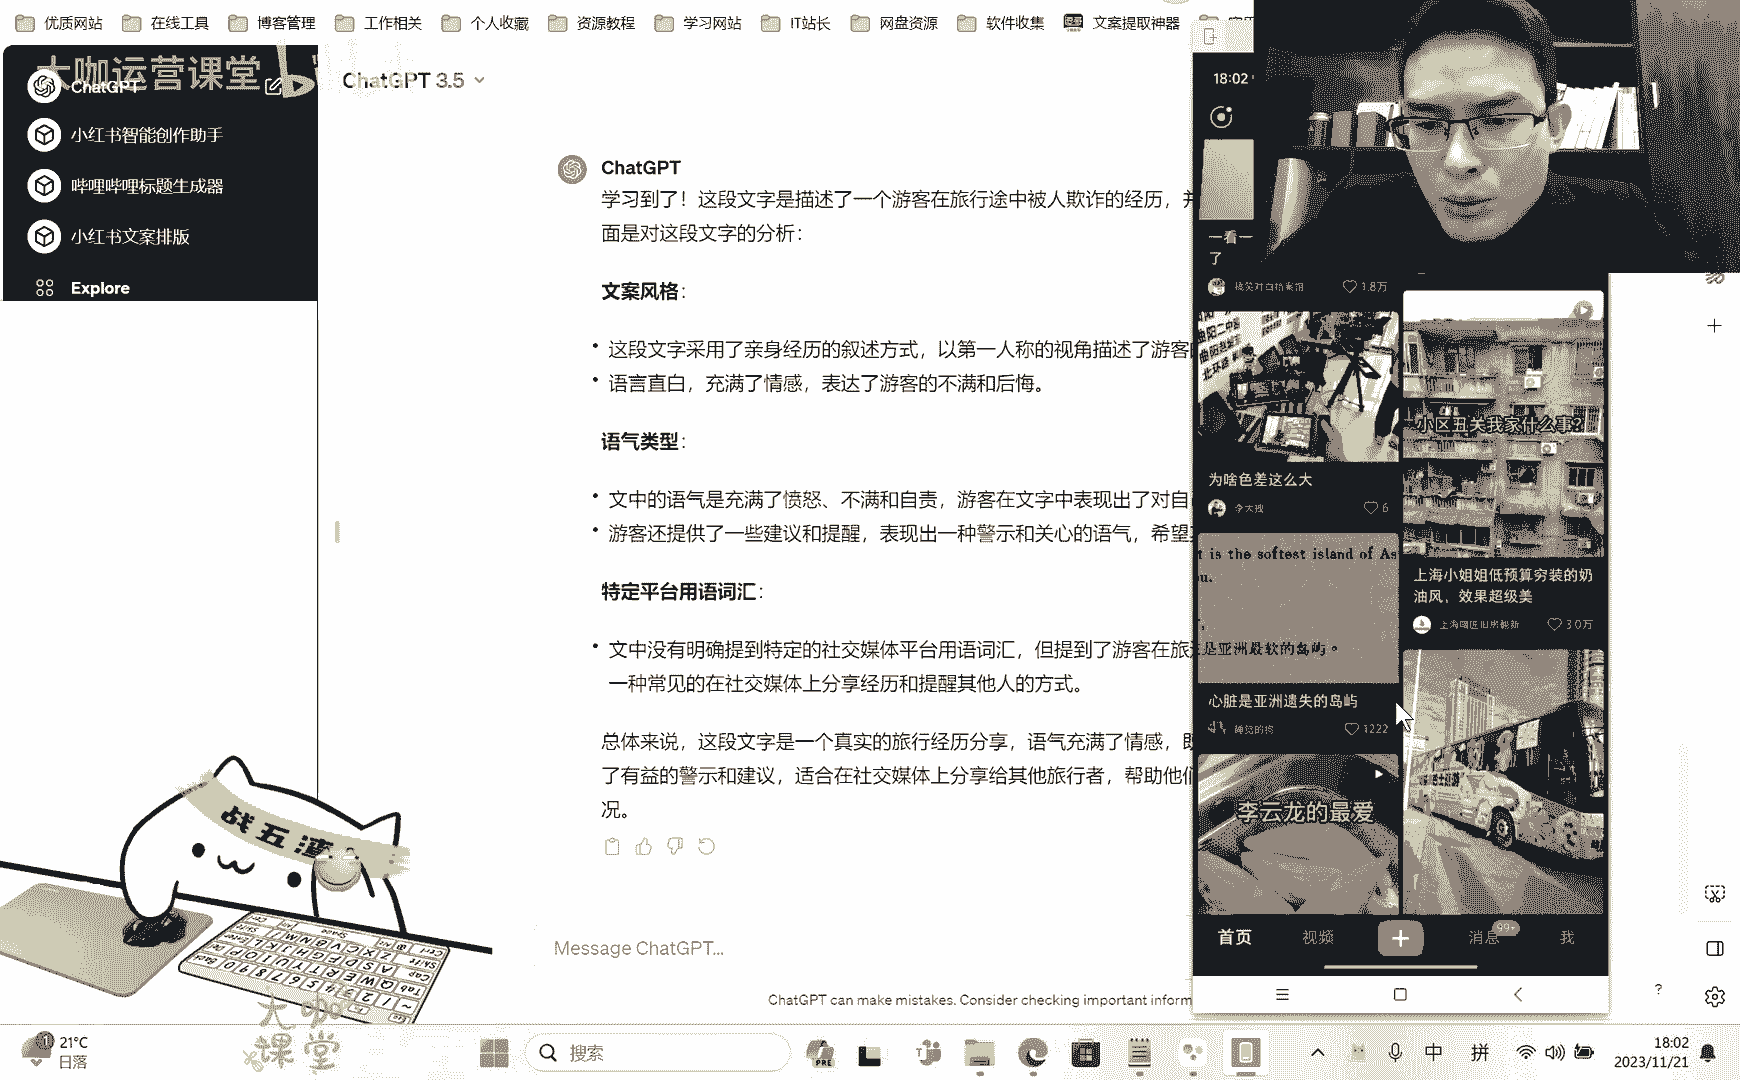 优质网站
在线工具
博客管理
工作相关
个人收藏
资源教程
学习网站
IT站长
网盘资源
软件收集
文案提取神器
大咖运营课堂
ChatGPT
小红书智能创作助手
哔哩哔哩标题生成器
小红书文案排版
Explore
ChatGPT 3.5
ChatGPT
学习到了！这段文字是描述了一个游客在旅行途中被人欺诈的经历，
面是对这段文字的分析：
文案风格：
• 这段文字采用了亲身经历的叙述方式，以第一人称的视角描述了游客
• 语言直白，充满了情感，表达了游客的不满和后悔。
语气类型：
• 文中的语气是充满了愤怒、不满和自责，游客在文字中表现出了对自
• 游客还提供了一些建议和提醒，表现出一种警示和关心的语气，希望
特定平台用语词汇：
• 文中没有明确提到特定的社交媒体平台用语词汇，但提到了游客在旅
一种常见的在社交媒体上分享经历和提醒其他人的方式。
总体来说，这段文字是一个真实的旅行经历分享，语气充满了情感，
了有益的警示和建议，适合在社交媒体上分享给其他旅行者，帮助他们
况。
Message ChatGPT...
ChatGPT can make mistakes. Consider checking important inform
18:02
一看一
了
1.8万
为啥色差这么大
6
t is the softest island of As
ou.
是亚洲最软的岛屿。
心脏是亚洲遗失的岛屿
1222
李云龙的最爱
小区丑关我家什么事？
上海小姐姐低预算穷装的奶
油风，效果超级美
首页
视频
消息
99+
我
战五渣
大咖
课堂
21°C
日落
搜索
PRE
中
拼
18:02
2023/11/21